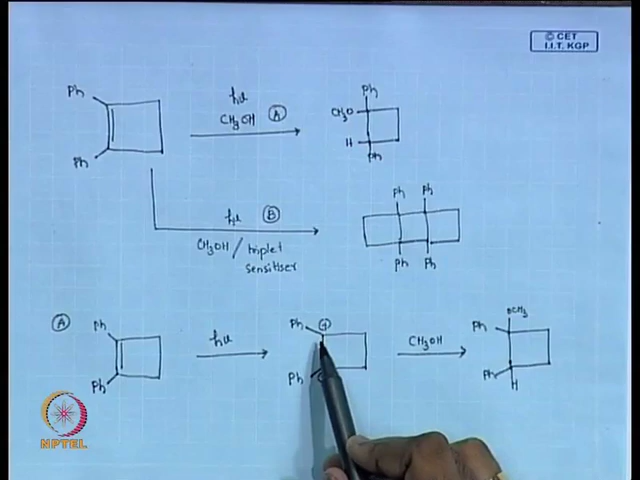 © CET
I.I.T. KGP
Ph
Ph
hν
CH3OH A
Ph
CH3O
H
Ph
hν B
CH3OH / triplet
sensitiser
Ph Ph
Ph Ph
A
Ph
Ph
hν
Ph +
Ph
CH3OH
OCH3
Ph
Ph
H
NPTEL